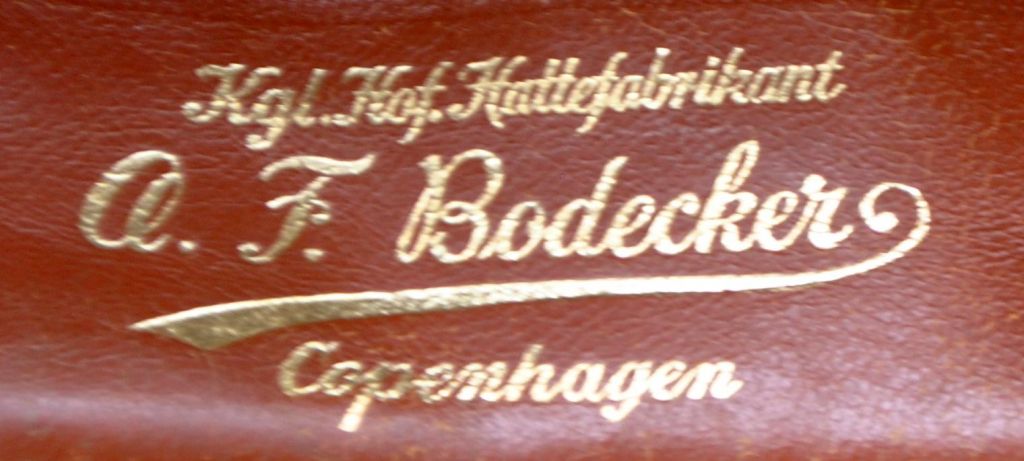 Kgl. Hof. Hattefabrikant
A. F. Bodecker
Copenhagen